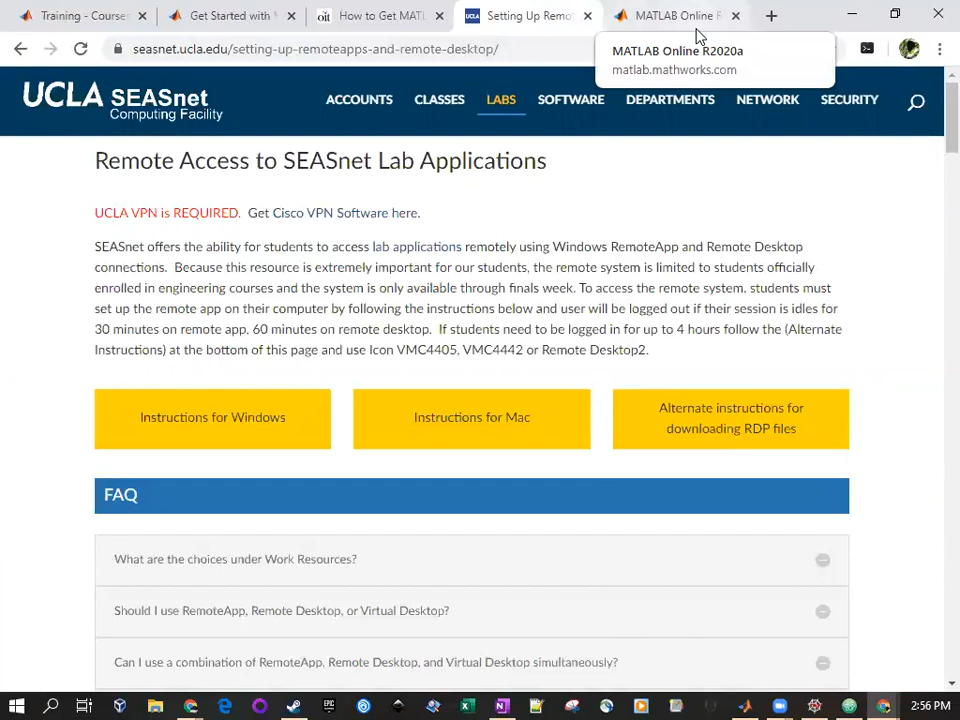 Training - Course
Get Started with
oit
How to Get MATL
UCLA
Setting Up Remo
MATLAB Online R
seasnet.ucla.edu/setting-up-remoteapps-and-remote-desktop/
MATLAB Online R2020a
matlab.mathworks.com
UCLA SEASnet
Computing Facility
ACCOUNTS
CLASSES
LABS
SOFTWARE
DEPARTMENTS
NETWORK
SECURITY
Remote Access to SEASnet Lab Applications
UCLA VPN is REQUIRED. Get Cisco VPN Software here.
SEASnet offers the ability for students to access lab applications remotely using Windows RemoteApp and Remote Desktop
connections. Because this resource is extremely important for our students, the remote system is limited to students officially
enrolled in engineering courses and the system is only available through finals week. To access the remote system, students must
set up the remote app on their computer by following the instructions below and user will be logged out if their session is idles for
30 minutes on remote app, 60 minutes on remote desktop. If students need to be logged in for up to 4 hours follow the (Alternate
Instructions) at the bottom of this page and use Icon VMC4405, VMC4442 or Remote Desktop2.
Instructions for Windows
Instructions for Mac
Alternate instructions for
downloading RDP files
FAQ
What are the choices under Work Resources?
Should I use RemoteApp, Remote Desktop, or Virtual Desktop?
Can I use a combination of RemoteApp, Remote Desktop, and Virtual Desktop simultaneously?
EPIC
2:56 PM